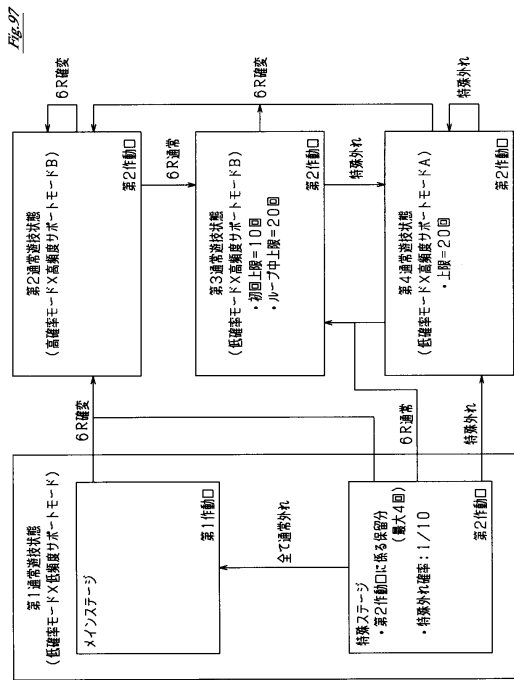 Fig.97
第1通常遊技状態
(低確率モード×低頻度サポートモード)
メインステージ
第1作動口
全て通常外れ
特殊ステージ
・第2作動口に係る保留分
(最大4回)
・特殊外れ確率:1/10
第2作動口
6R確変
6R通常
特殊外れ
第2通常遊技状態
(高確率モード×高頻度サポートモードB)
第2作動口
6R確変
6R通常
第3通常遊技状態
(低確率モード×高頻度サポートモードB)
・初回上限=10回
・ループ中上限=20回
第2作動口
6R確変
特殊外れ
第4通常遊技状態
(低確率モード×高頻度サポートモードA)
・上限=20回
第2作動口
特殊外れ